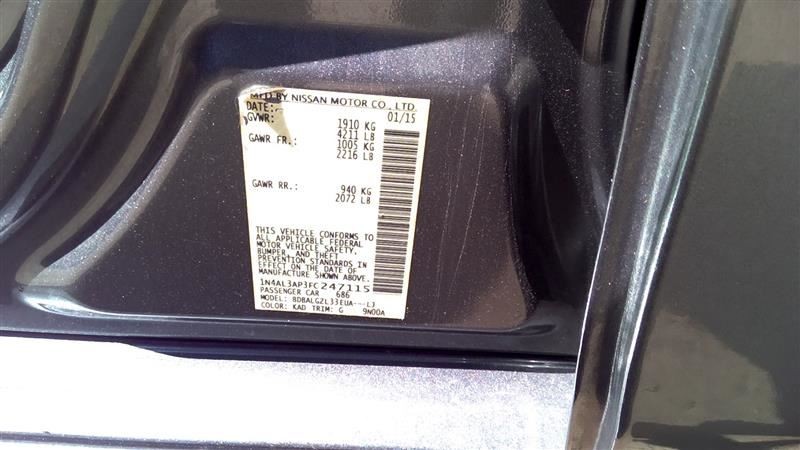 MFD BY NISSAN MOTOR CO., LTD.
DATE: 01/15
GVWR: 1910 KG
4211 LB
GAWR FR.: 1005 KG
2216 LB
GAWR RR.: 940 KG
2072 LB
THIS VEHICLE CONFORMS TO
ALL APPLICABLE FEDERAL
MOTOR VEHICLE SAFETY,
BUMPER, AND THEFT
PREVENTION STANDARDS IN
EFFECT ON THE DATE OF
MANUFACTURE SHOWN ABOVE.
1N4AL3AP3FC247115
PASSENGER CAR 686
MODEL: BDBALGZL33EUA----LJ
COLOR: KAD TRIM: G 9N00A